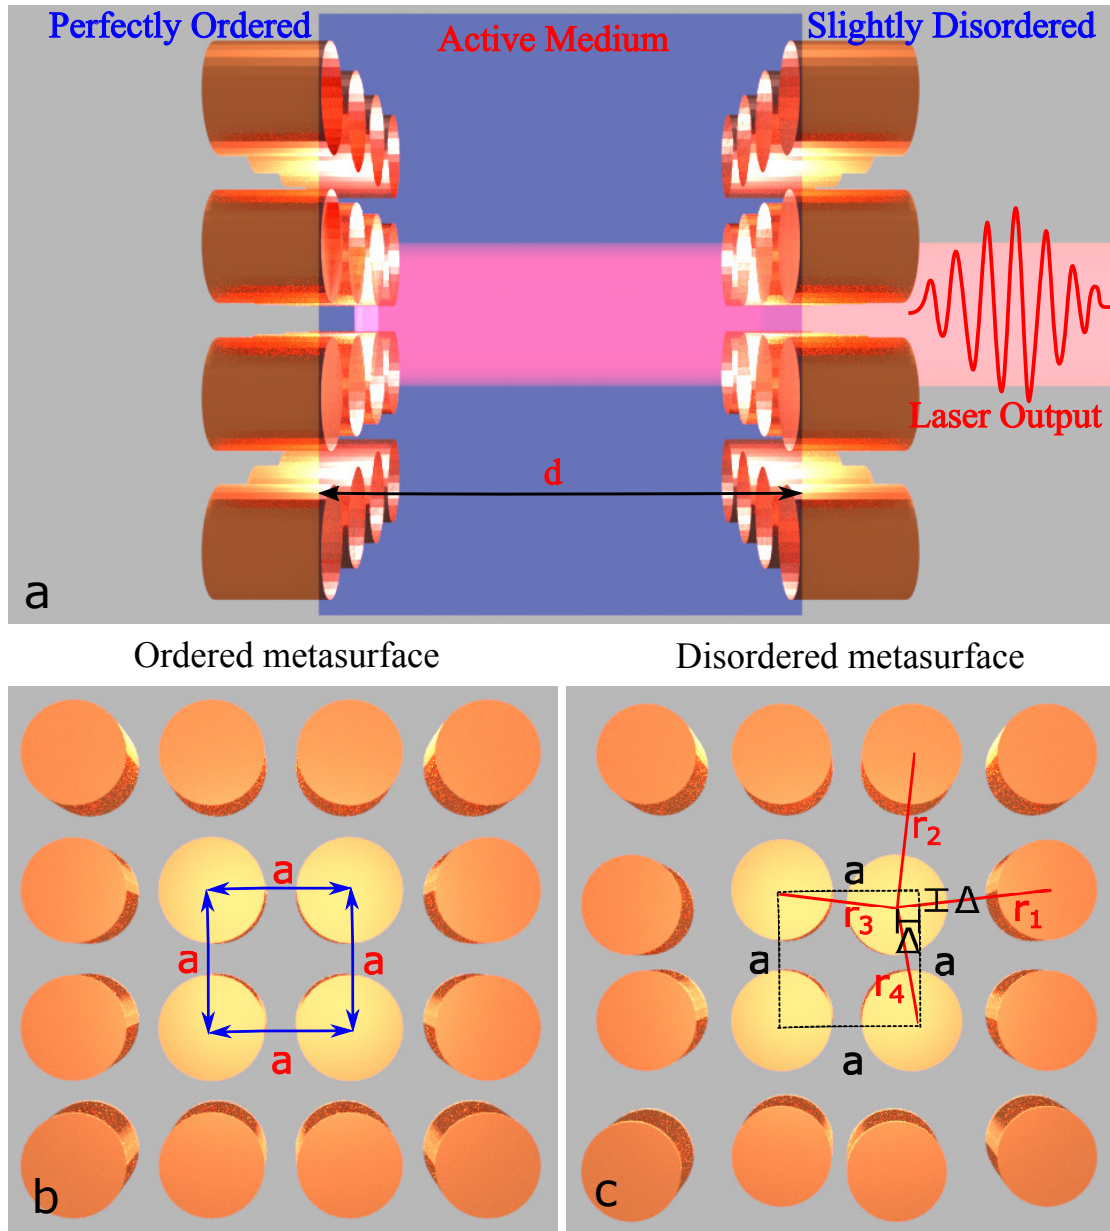 Perfectly Ordered
Active Medium
Slightly Disordered
Laser Output
d
a
Ordered metasurface
Disordered metasurface
a
a
a
a
b
r₂
a
Δ
r₁
r₃
Δ
a
a
r₄
a
c